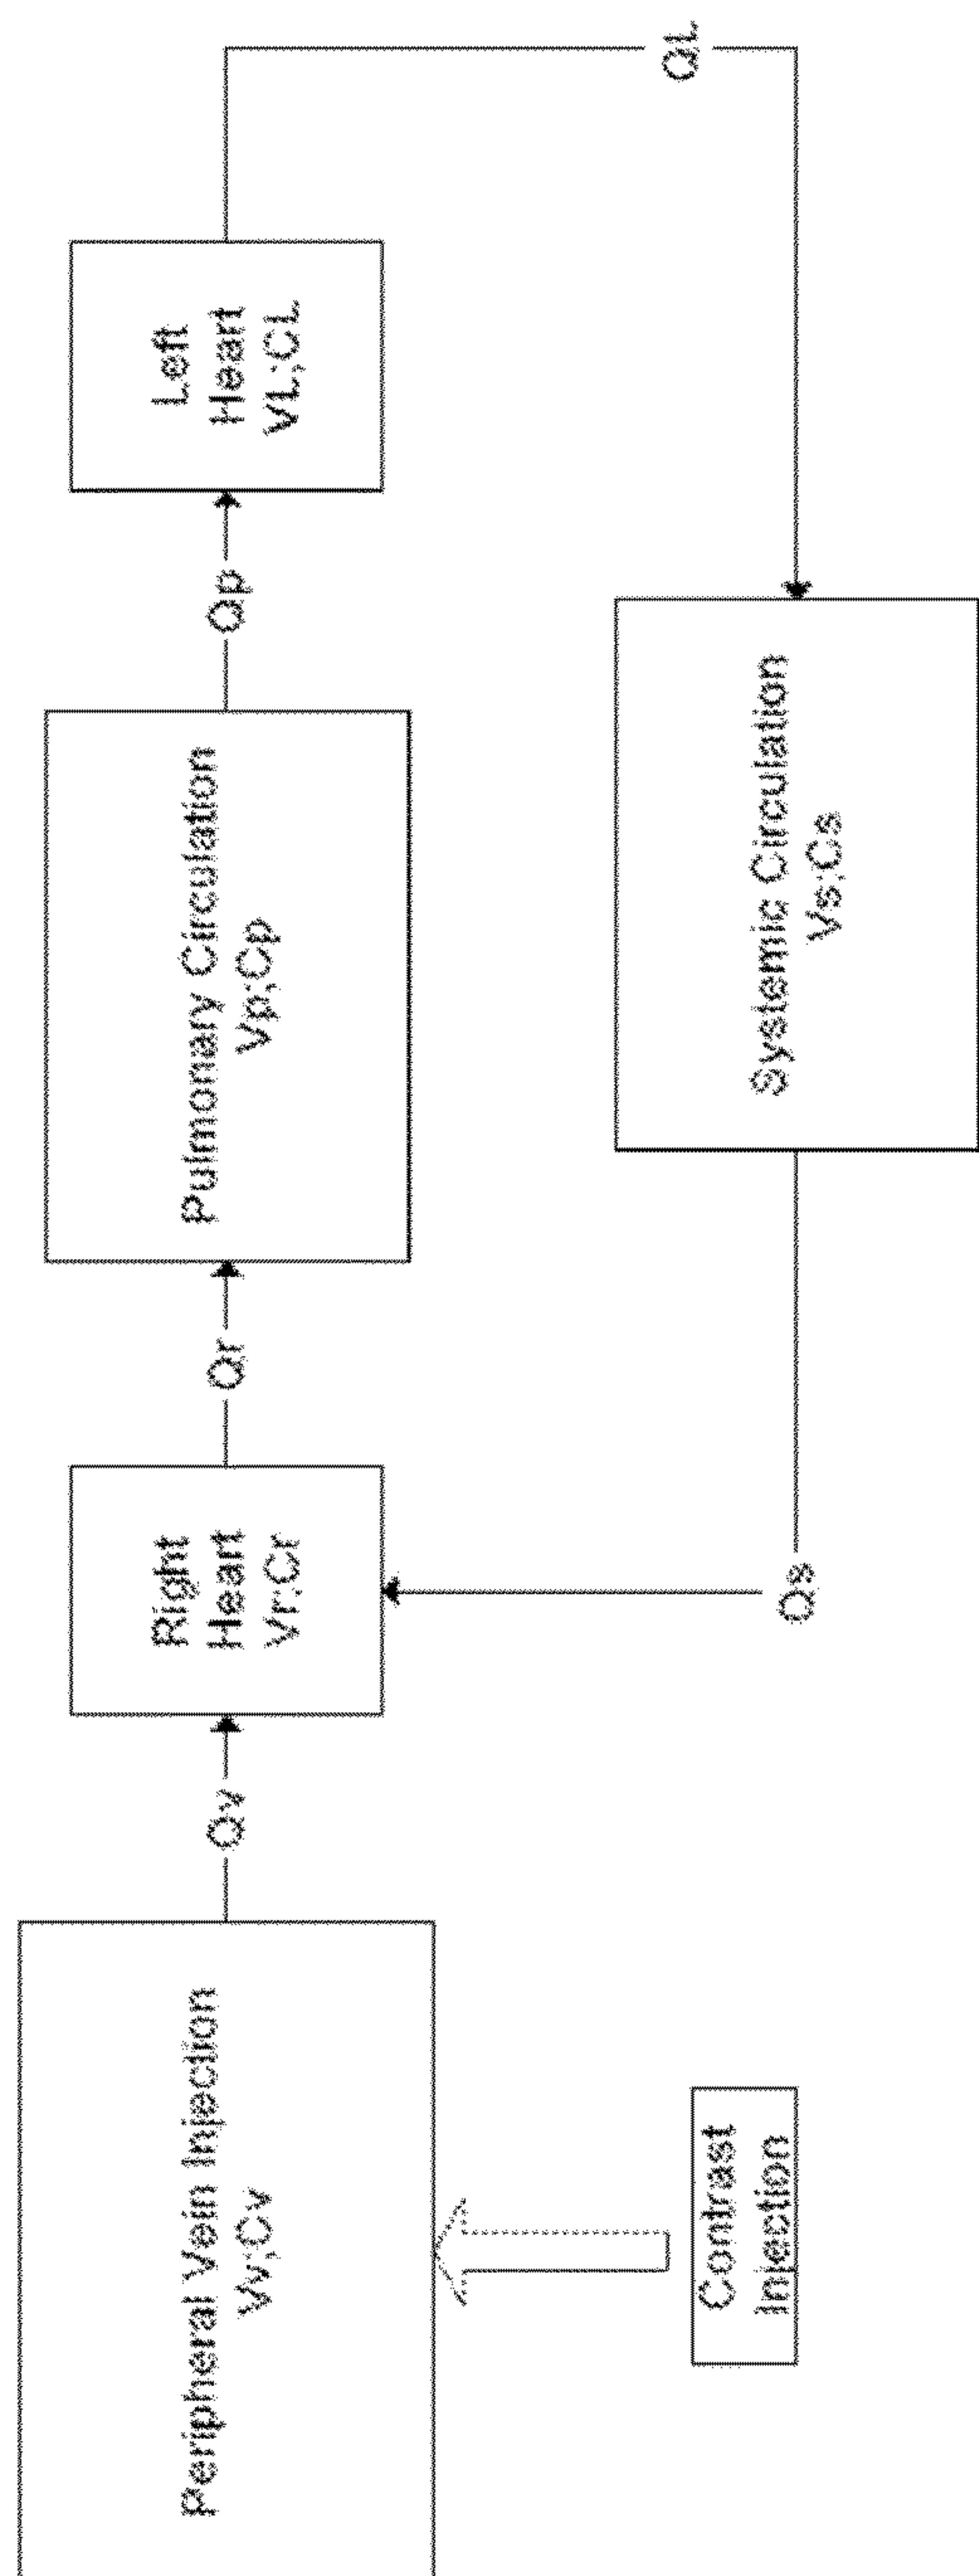 Peripheral Vein Injection
Vv;Cv
Qv
Right
Heart
Vr;Cr
Qr
Pulmonary Circulation
Vp;Cp
Qp
Left
Heart
VL;CL
QL
Systemic Circulation
Vs;Cs
Qs
Contrast
Injection